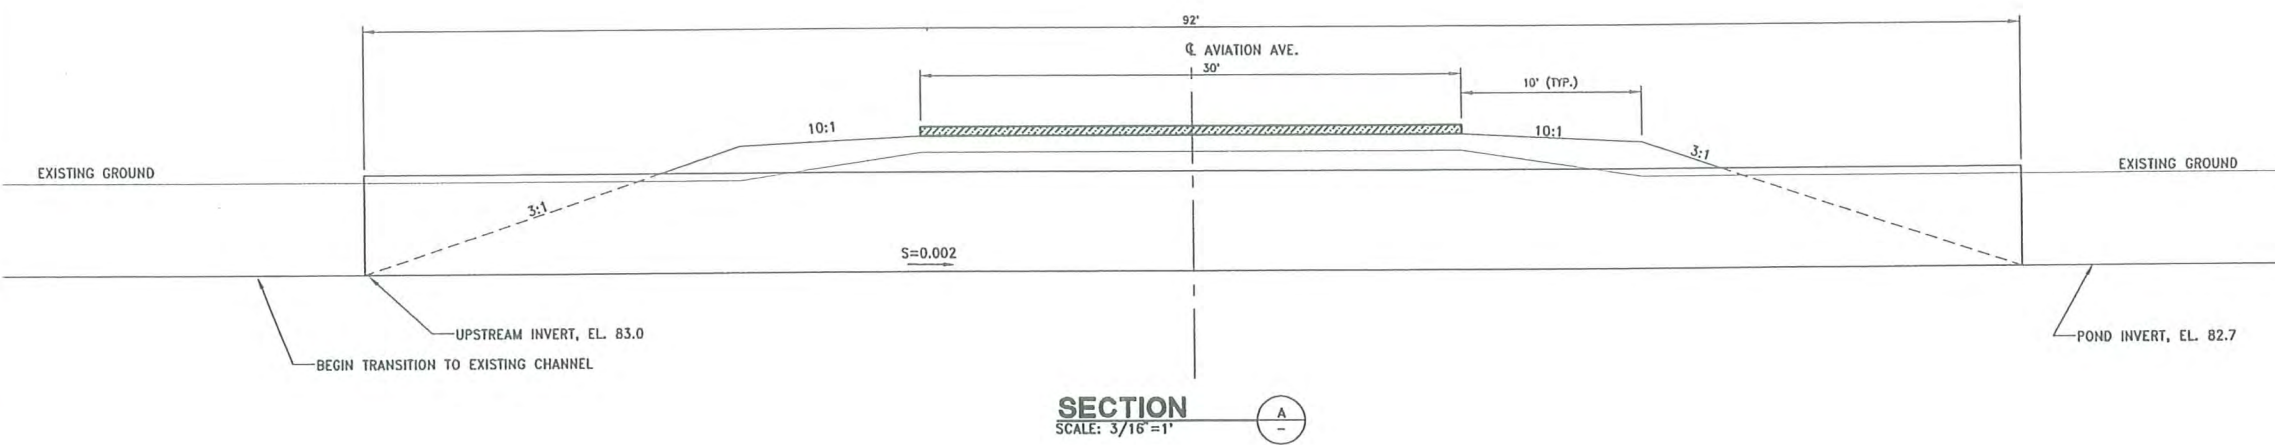 92'
℄ AVIATION AVE.
30'
10' (TYP.)
10:1
10:1
3:1
EXISTING GROUND
EXISTING GROUND
3:1
S=0.002
UPSTREAM INVERT, EL. 83.0
POND INVERT, EL. 82.7
BEGIN TRANSITION TO EXISTING CHANNEL
SECTION
A
-
SCALE: 3/16"=1'